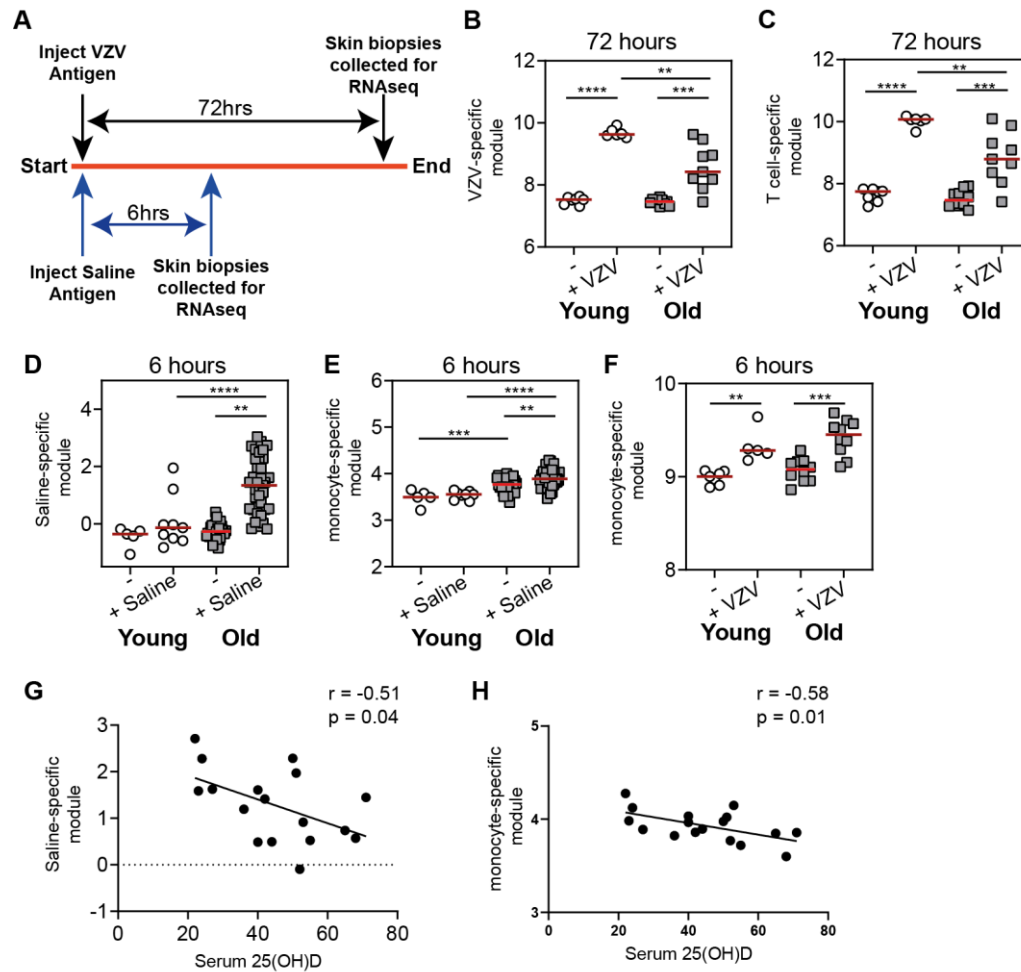 A
Inject VZV
Antigen
Skin biopsies
collected for
RNAseq
72hrs
Start
End
6hrs
Inject Saline
Antigen
Skin biopsies
collected for
RNAseq
B
72 hours
**
****
***
VZV-specific
module
12
10
8
6
-
+ VZV
-
+ VZV
Young
Old
C
72 hours
**
****
***
T cell-specific
module
12
10
8
6
-
+ VZV
-
+ VZV
Young
Old
D
6 hours
****
**
Saline-specific
module
4
2
0
-
+ Saline
-
+ Saline
Young
Old
E
6 hours
****
**
***
monocyte-specific
module
6
5
4
3
2
-
+ Saline
-
+ Saline
Young
Old
F
6 hours
**
***
monocyte-specific
module
10
9
8
-
+ VZV
-
+ VZV
Young
Old
G
r = -0.51
p = 0.04
Saline-specific
module
3
2
1
0
-1
0
20
40
60
80
Serum 25(OH)D
H
r = -0.58
p = 0.01
monocyte-specific
module
5
4
3
0
20
40
60
80
Serum 25(OH)D